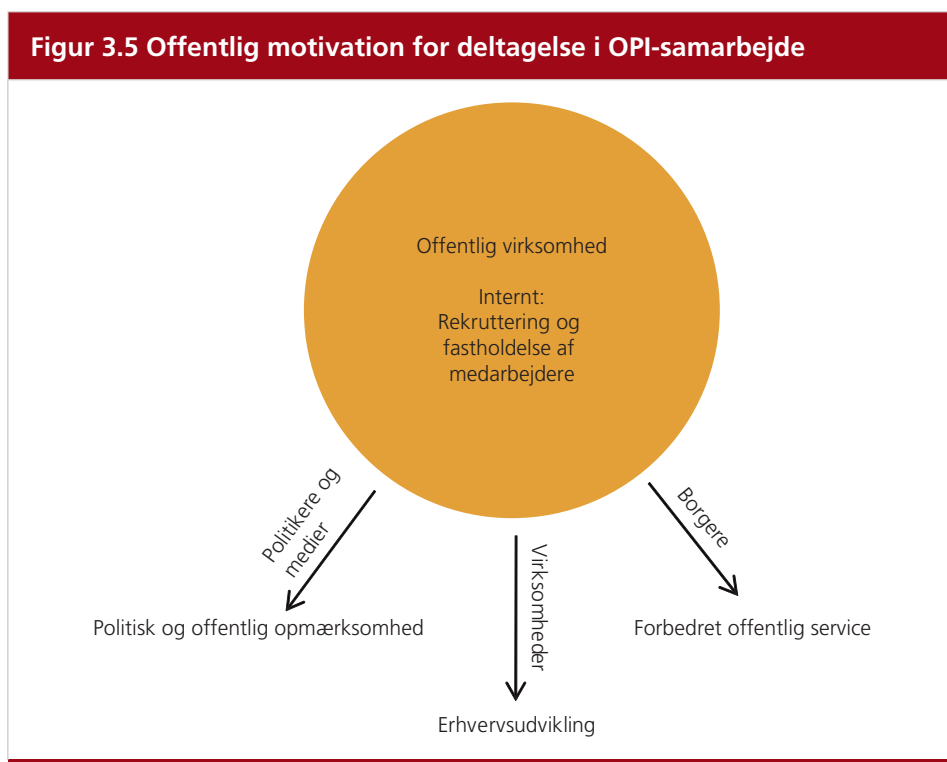 Figur 3.5 Offentlig motivation for deltagelse i OPI-samarbejde
Offentlig virksomhed
Internt:
Rekruttering og
fastholdelse af
medarbejdere
Politikere og
medier
Virksomheder
Borgere
Politisk og offentlig opmærksomhed
Forbedret offentlig service
Erhvervsudvikling